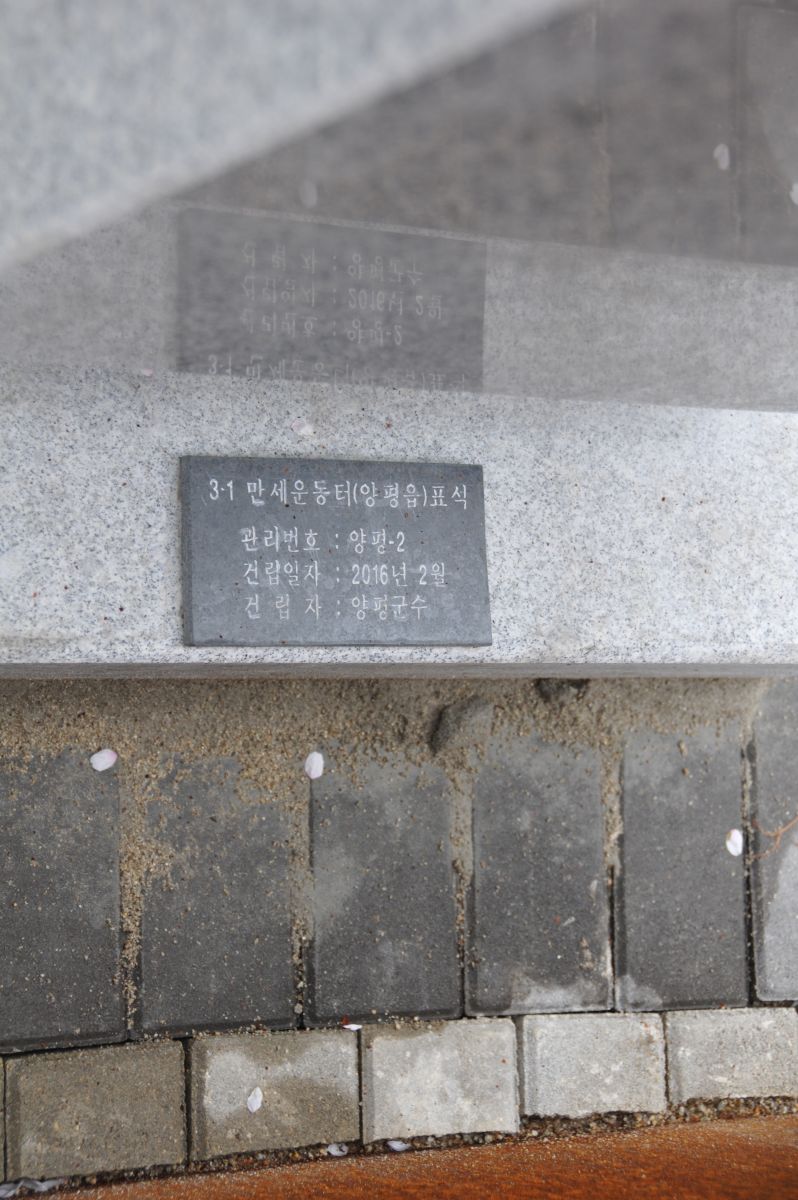 3·1 만세운동터(양평읍)표석
관리번호 : 양평-2
건립일자 : 2016년 2월
건 립 자 : 양평군수